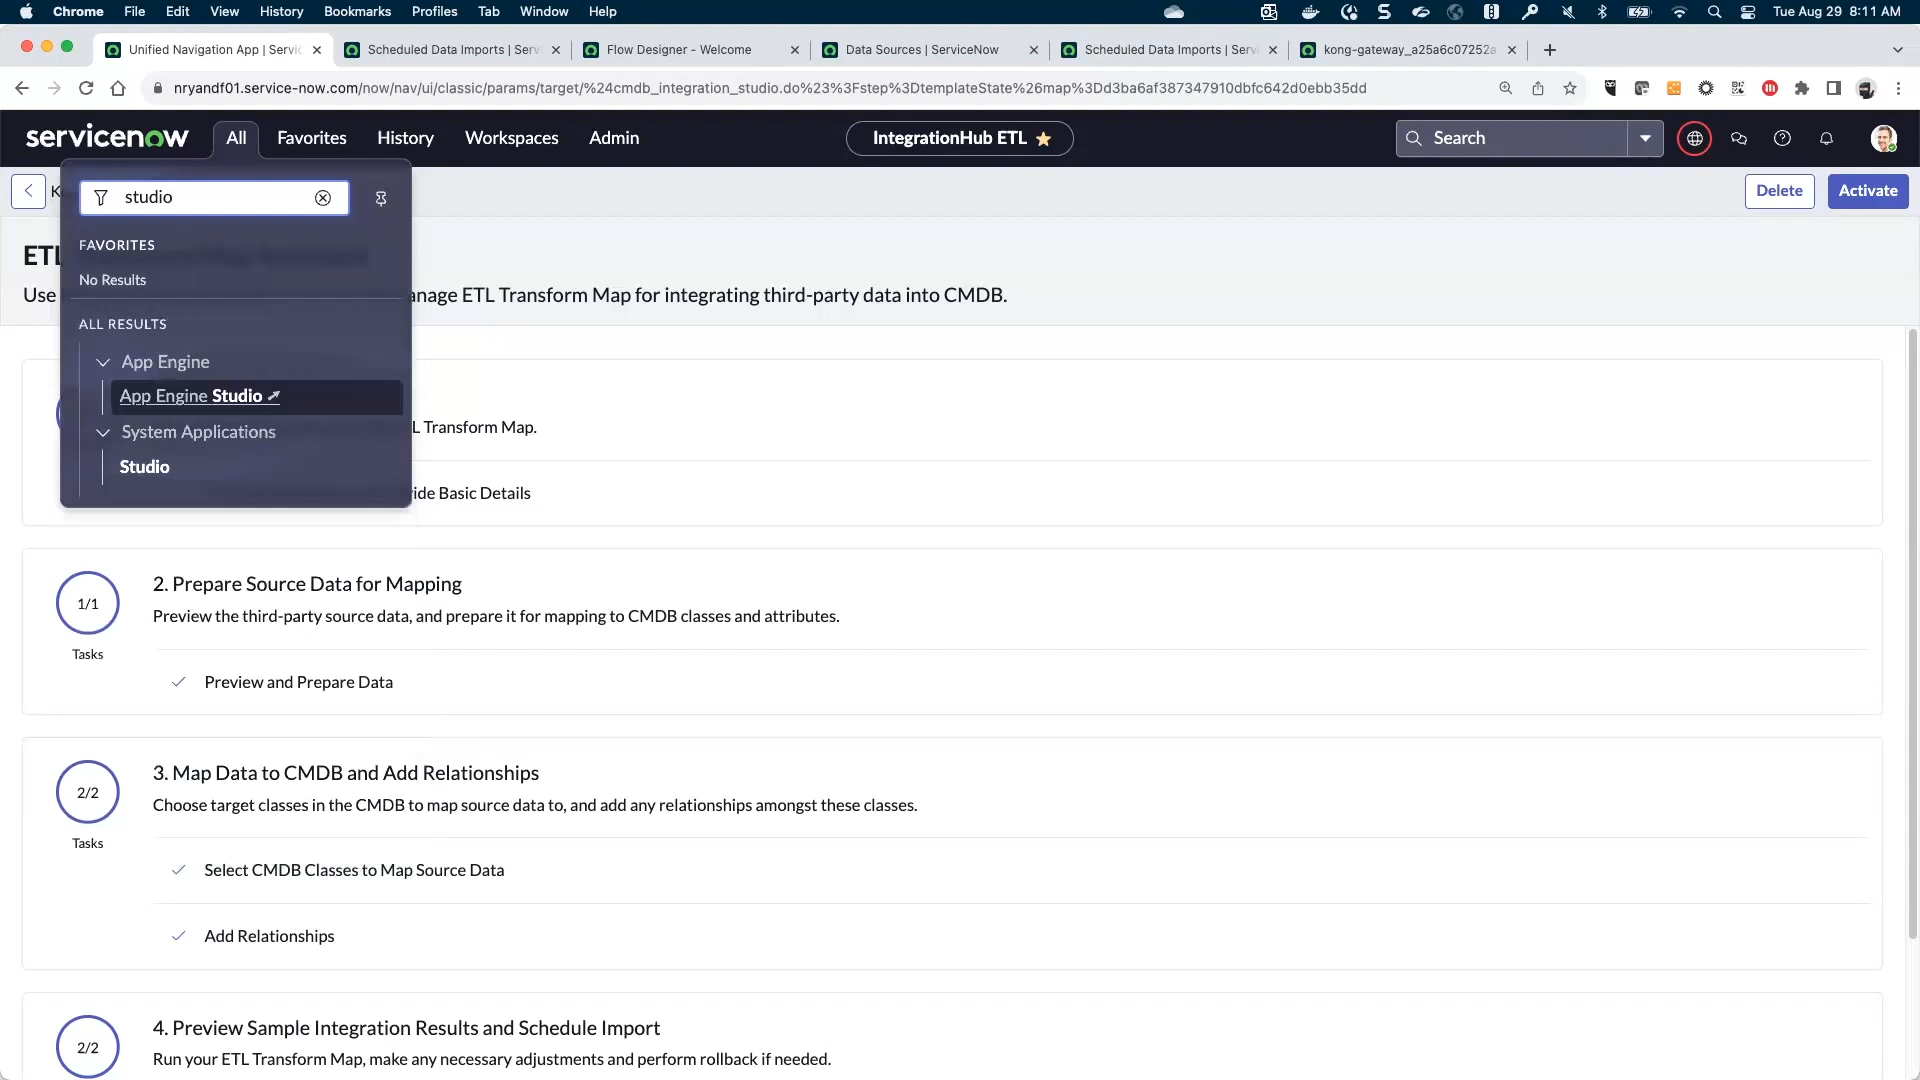 Chrome File Edit View History Bookmarks Profiles Tab Window Help Tue Aug 29 8:11 AM
Unified Navigation App | Servic
Scheduled Data Imports | Serv
Flow Designer - Welcome
Data Sources | ServiceNow
Scheduled Data Imports | Serv
kong-gateway_a25a6c07252a
nryandf01.service-now.com/now/nav/ui/classic/params/target/%24cmdb_integration_studio.do%23%3Fstep%3DtemplateState%26map%3Dd3ba6af387347910dbfc642d0ebb35dd
servicenow All Favorites History Workspaces Admin IntegrationHub ETL Search
K
studio
Delete
Activate
FAVORITES
ETL
No Results
Use
anage ETL Transform Map for integrating third-party data into CMDB.
ALL RESULTS
App Engine
App Engine Studio
L Transform Map.
System Applications
Studio
ide Basic Details
1/1
Tasks
2. Prepare Source Data for Mapping
Preview the third-party source data, and prepare it for mapping to CMDB classes and attributes.
Preview and Prepare Data
2/2
Tasks
3. Map Data to CMDB and Add Relationships
Choose target classes in the CMDB to map source data to, and add any relationships amongst these classes.
Select CMDB Classes to Map Source Data
Add Relationships
2/2
4. Preview Sample Integration Results and Schedule Import
Run your ETL Transform Map, make any necessary adjustments and perform rollback if needed.